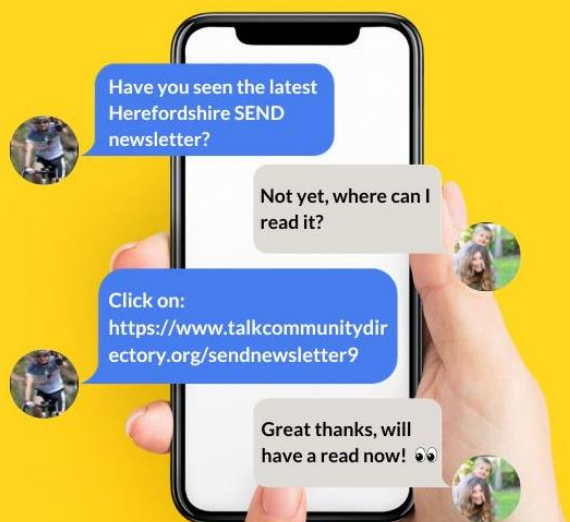 Have you seen the latest
Herefordshire SEND
newsletter?
Not yet, where can I
read it?
Click on:
https://www.talkcommunitydir
ectory.org/sendnewsletter9
Great thanks, will
have a read now! 👀